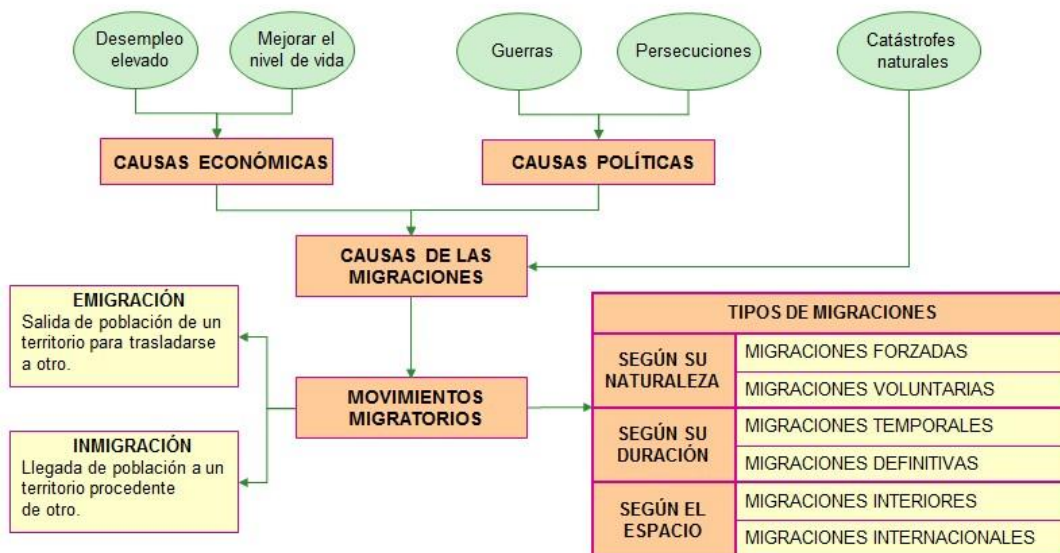 Desempleo
elevado
Mejorar el
nivel de vida
Guerras
Persecuciones
Catástrofes
naturales
CAUSAS ECONÓMICAS
CAUSAS POLÍTICAS
CAUSAS DE LAS
MIGRACIONES
EMIGRACIÓN
Salida de población de un
territorio para trasladarse
a otro.
INMIGRACIÓN
Llegada de población a un
territorio procedente
de otro.
MOVIMIENTOS
MIGRATORIOS
TIPOS DE MIGRACIONES
SEGÚN SU
NATURALEZA
MIGRACIONES FORZADAS
MIGRACIONES VOLUNTARIAS
SEGÚN SU
DURACIÓN
MIGRACIONES TEMPORALES
MIGRACIONES DEFINITIVAS
SEGÚN EL
ESPACIO
MIGRACIONES INTERIORES
MIGRACIONES INTERNACIONALES